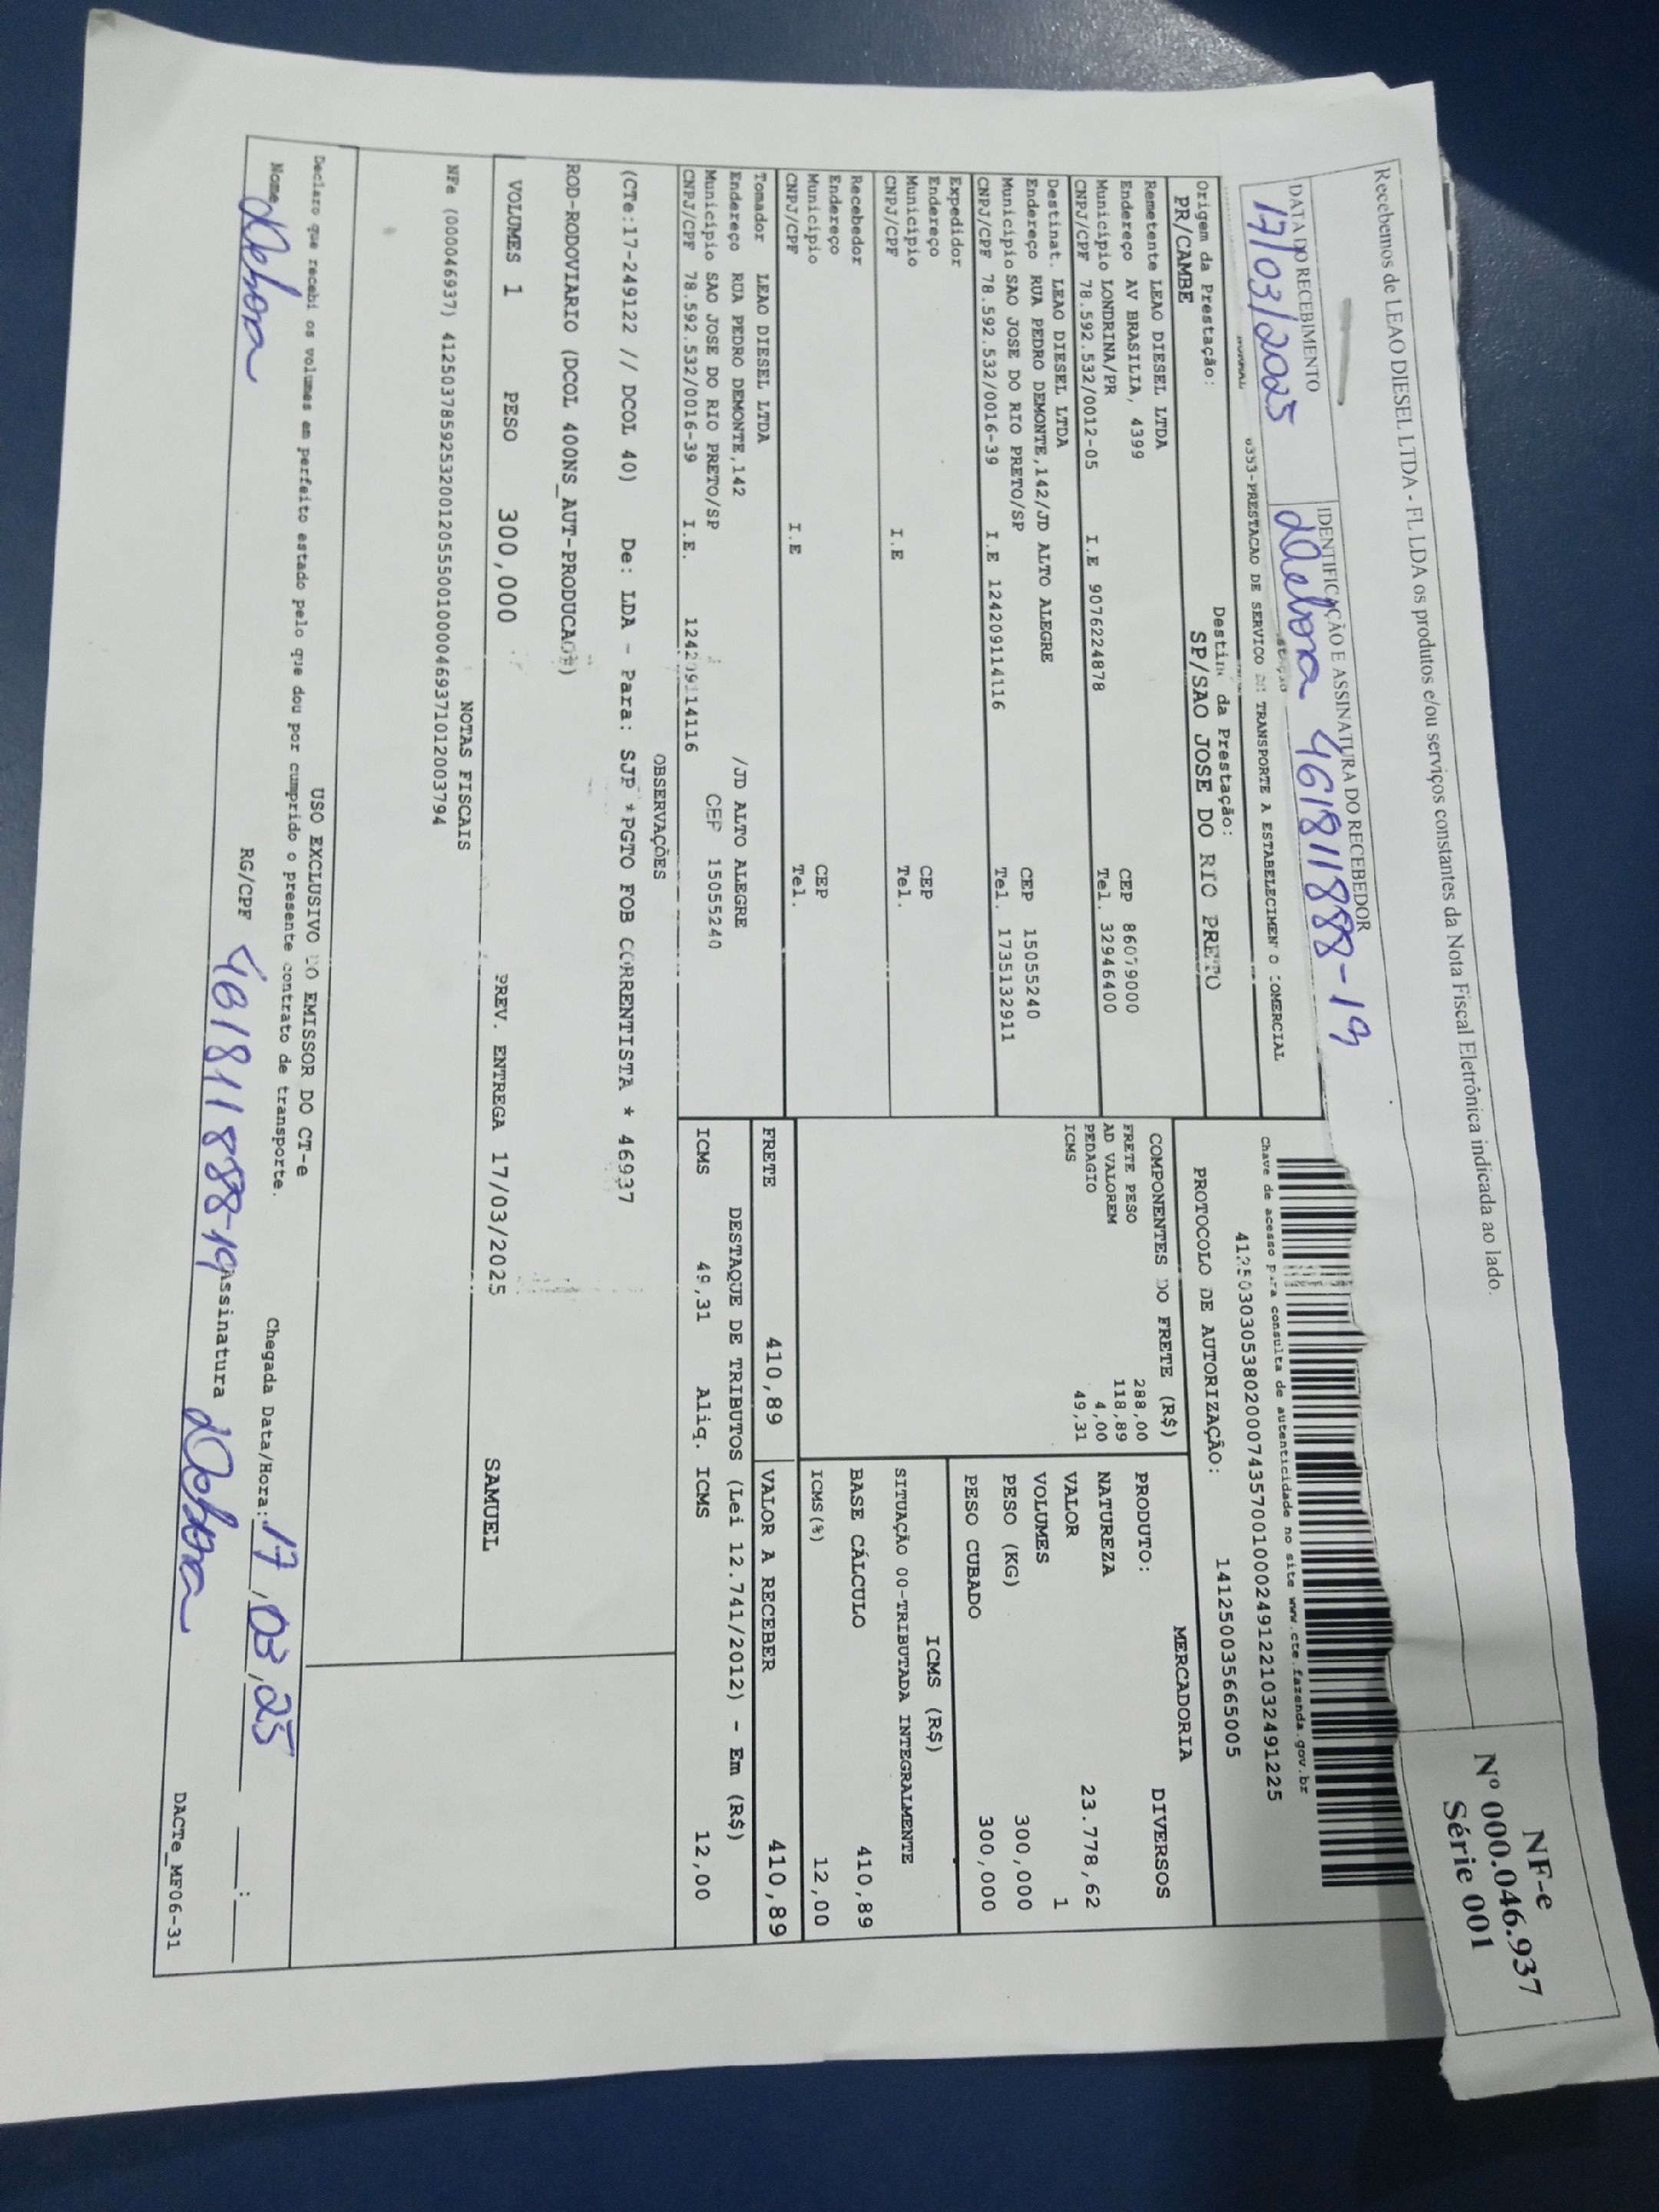 Recebemos de LEAO DIESEL LTDA - FL LDA os produtos e/ou serviços constantes da Nota Fiscal Eletrônica indicada ao lado.
NF-e
Nº 000.046.937
Série 001
DATA DO RECEBIMENTO
17/03/2025
IDENTIFICAÇÃO E ASSINATURA DO RECEBEDOR
Debora 461811888-19
6353-PRESTACAO DE SERVICO DE TRANSPORTE A ESTABELECIMEN O COMERCIAL
Chave de acesso para consulta de autenticidade no site www.cte.fazenda.gov.br
41250303053802000743570010002491221032491225
Origem da Prestação:
PR/CAMBE
Destino da Prestação:
SP/SAO JOSE DO RIO PRETO
PROTOCOLO DE AUTORIZAÇÃO: 141250035665005
Remetente LEAO DIESEL LTDA
Endereço AV BRASILIA, 4399 CEP 86079000
Município LONDRINA/PR Tel. 32946400
CNPJ/CPF 78.592.532/0012-05 I.E 9076224878
Destinat. LEAO DIESEL LTDA
Endereço RUA PEDRO DEMONTE,142/JD ALTO ALEGRE CEP 15055240
Município SAO JOSE DO RIO PRETO/SP Tel. 1735132911
CNPJ/CPF 78.592.532/0016-39 I.E 124209114116
Expedidor
Endereço
Município CEP
CNPJ/CPF I.E Tel.
Recebedor
Endereço
Município CEP
CNPJ/CPF I.E Tel.
Tomador LEAO DIESEL LTDA
Endereço RUA PEDRO DEMONTE,142 /JD ALTO ALEGRE
Município SAO JOSE DO RIO PRETO/SP CEP 15055240
CNPJ/CPF 78.592.532/0016-39 I.E. 124209114116
COMPONENTES DO FRETE (R$)
FRETE PESO 288,00
AD VALOREM 118,89
PEDAGIO 4,00
ICMS 49,31
MERCADORIA
PRODUTO: DIVERSOS
NATUREZA
VALOR 23.778,62
VOLUMES 1
PESO (KG) 300,000
PESO CUBADO 300,000
ICMS (R$)
SITUAÇÃO 00-TRIBUTADA INTEGRALMENTE
BASE CÁLCULO 410,89
ICMS(%) 12,00
FRETE 410,89
VALOR A RECEBER 410,89
DESTAQUE DE TRIBUTOS (Lei 12.741/2012) - Em (R$)
ICMS 49,31 Aliq. ICMS 12,00
OBSERVAÇÕES
(CTe:17-249122 // DCOL 40) De: LDA - Para: SJP *PGTO FOB CORRENTISTA * 46937
ROD-RODOVIARIO (DCOL 400NS_AUT-PRODUCAO#)
VOLUMES 1 PESO 300,000 PREV. ENTREGA 17/03/2025 SAMUEL
NOTAS FISCAIS
NFe (000046937) 41250378592532001205550010000469371012003794
USO EXCLUSIVO DO EMISSOR DO CT-e
Declaro que recebi os volumes em perfeito estado pelo que dou por cumprido o presente contrato de transporte.
Chegada Data/Hora: 17/03/25 __:__
Nome Debora RG/CPF 461811888-19 Assinatura Debora
DACTe_MF06-31